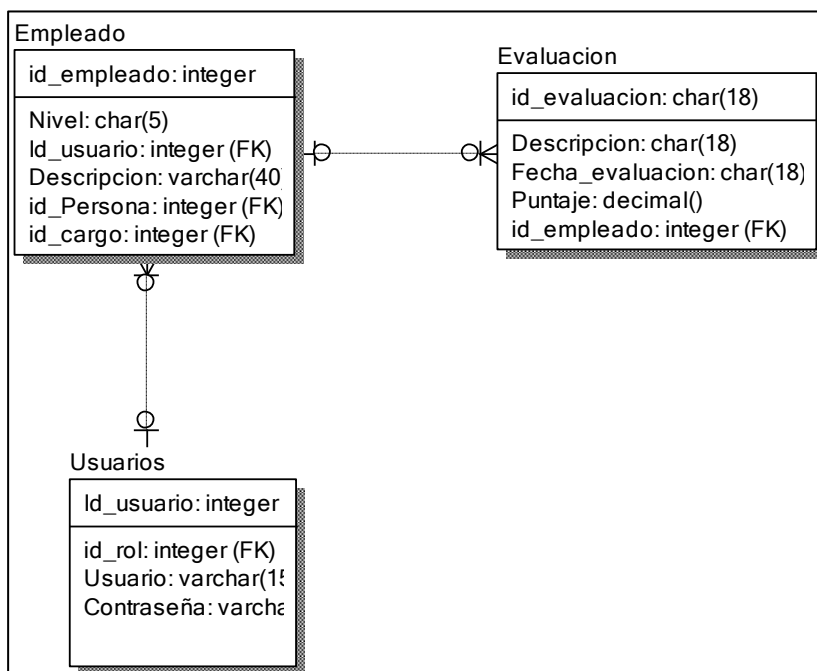 Empleado
id_empleado: integer
Nivel: char(5)
Id_usuario: integer (FK)
Descripcion: varchar(40)
id_Persona: integer (FK)
id_cargo: integer (FK)
Evaluacion
id_evaluacion: char(18)
Descripcion: char(18)
Fecha_evaluacion: char(18)
Puntaje: decimal()
id_empleado: integer (FK)
Usuarios
Id_usuario: integer
id_rol: integer (FK)
Usuario: varchar(15
Contraseña: varcha